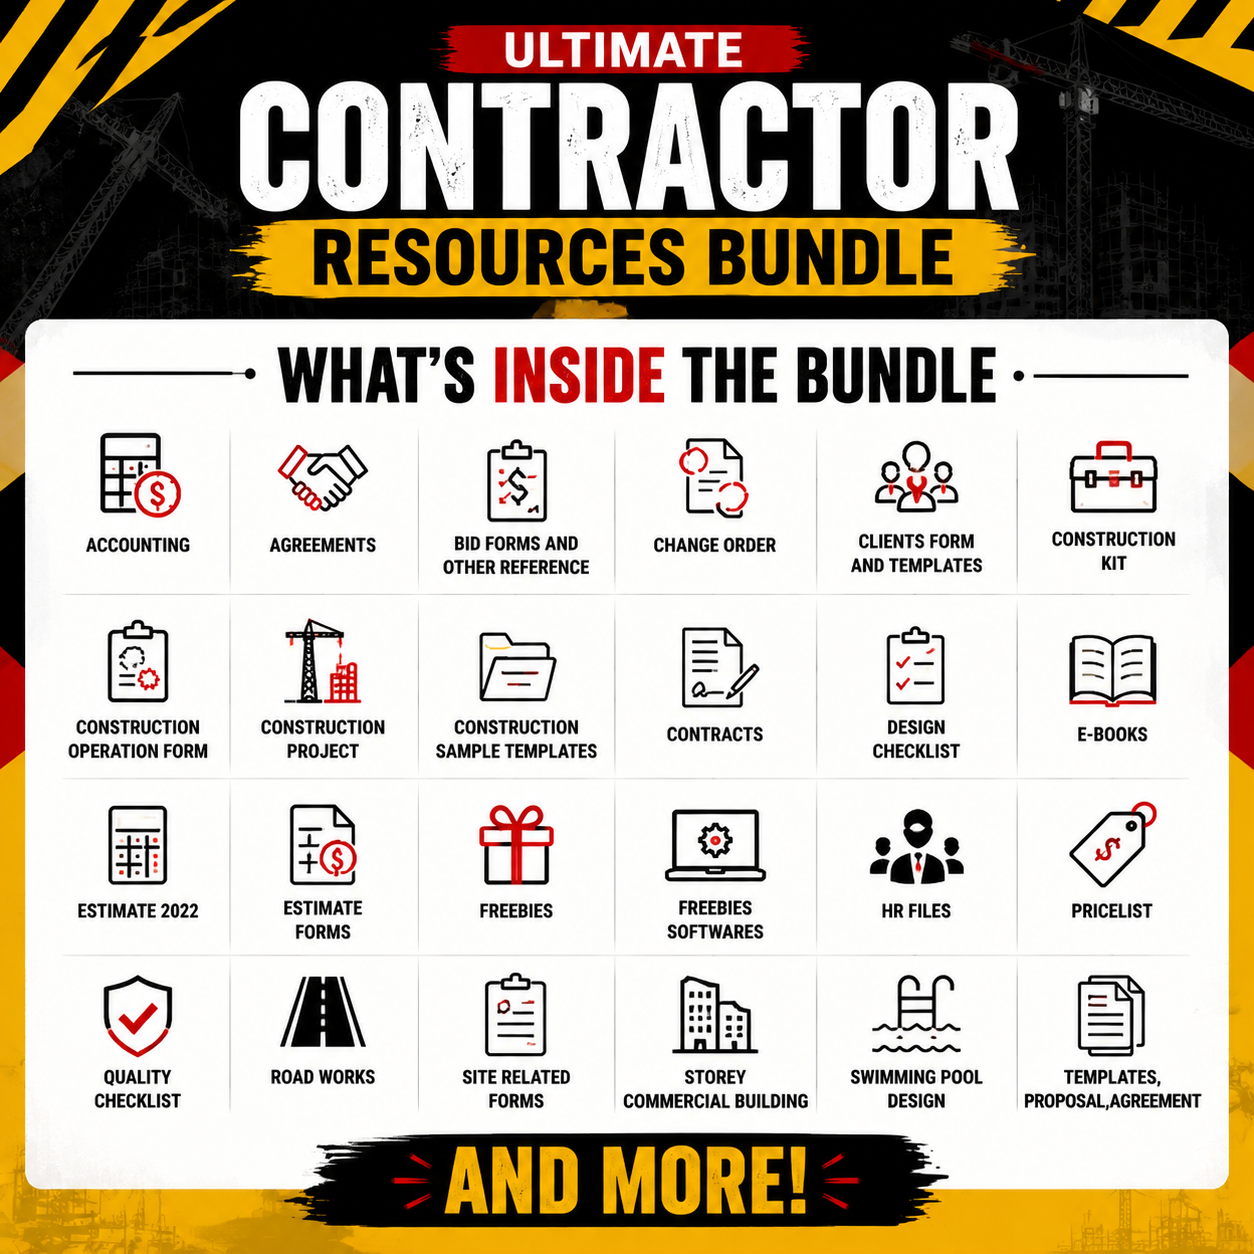 ULTIMATE
CONTRACTOR
RESOURCES BUNDLE
WHAT'S INSIDE THE BUNDLE
ACCOUNTING
AGREEMENTS
BID FORMS AND
OTHER REFERENCE
CHANGE ORDER
CLIENTS FORM
AND TEMPLATES
CONSTRUCTION
KIT
CONSTRUCTION
OPERATION FORM
CONSTRUCTION
PROJECT
CONSTRUCTION
SAMPLE TEMPLATES
CONTRACTS
DESIGN
CHECKLIST
E-BOOKS
ESTIMATE 2022
ESTIMATE
FORMS
FREEBIES
FREEBIES
SOFTWARES
HR FILES
PRICELIST
QUALITY
CHECKLIST
ROAD WORKS
SITE RELATED
FORMS
STOREY
COMMERCIAL BUILDING
SWIMMING POOL
DESIGN
TEMPLATES,
PROPOSAL,AGREEMENT
AND MORE!